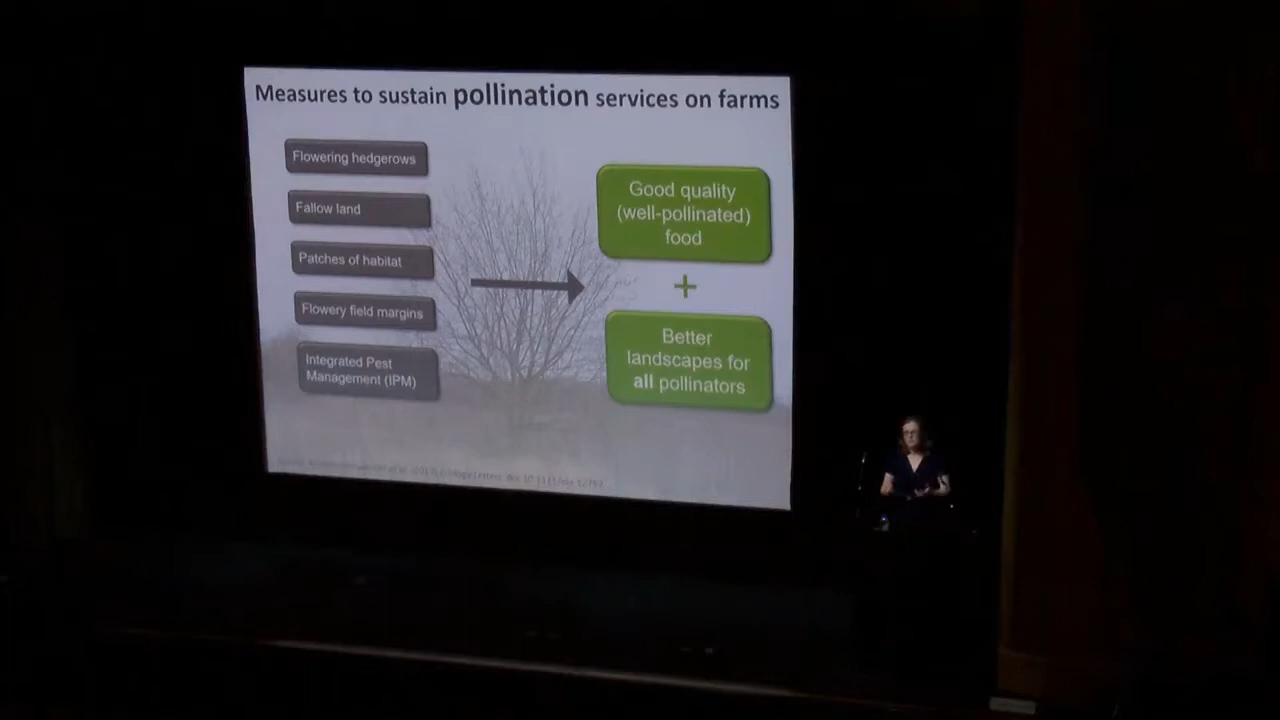 Measures to sustain pollination services on farms
Flowering hedgerows
Fallow land
Patches of habitat
Flowery field margins
Integrated Pest
Management (IPM)
Good quality
(well-pollinated)
food
+
Better
landscapes for
all pollinators